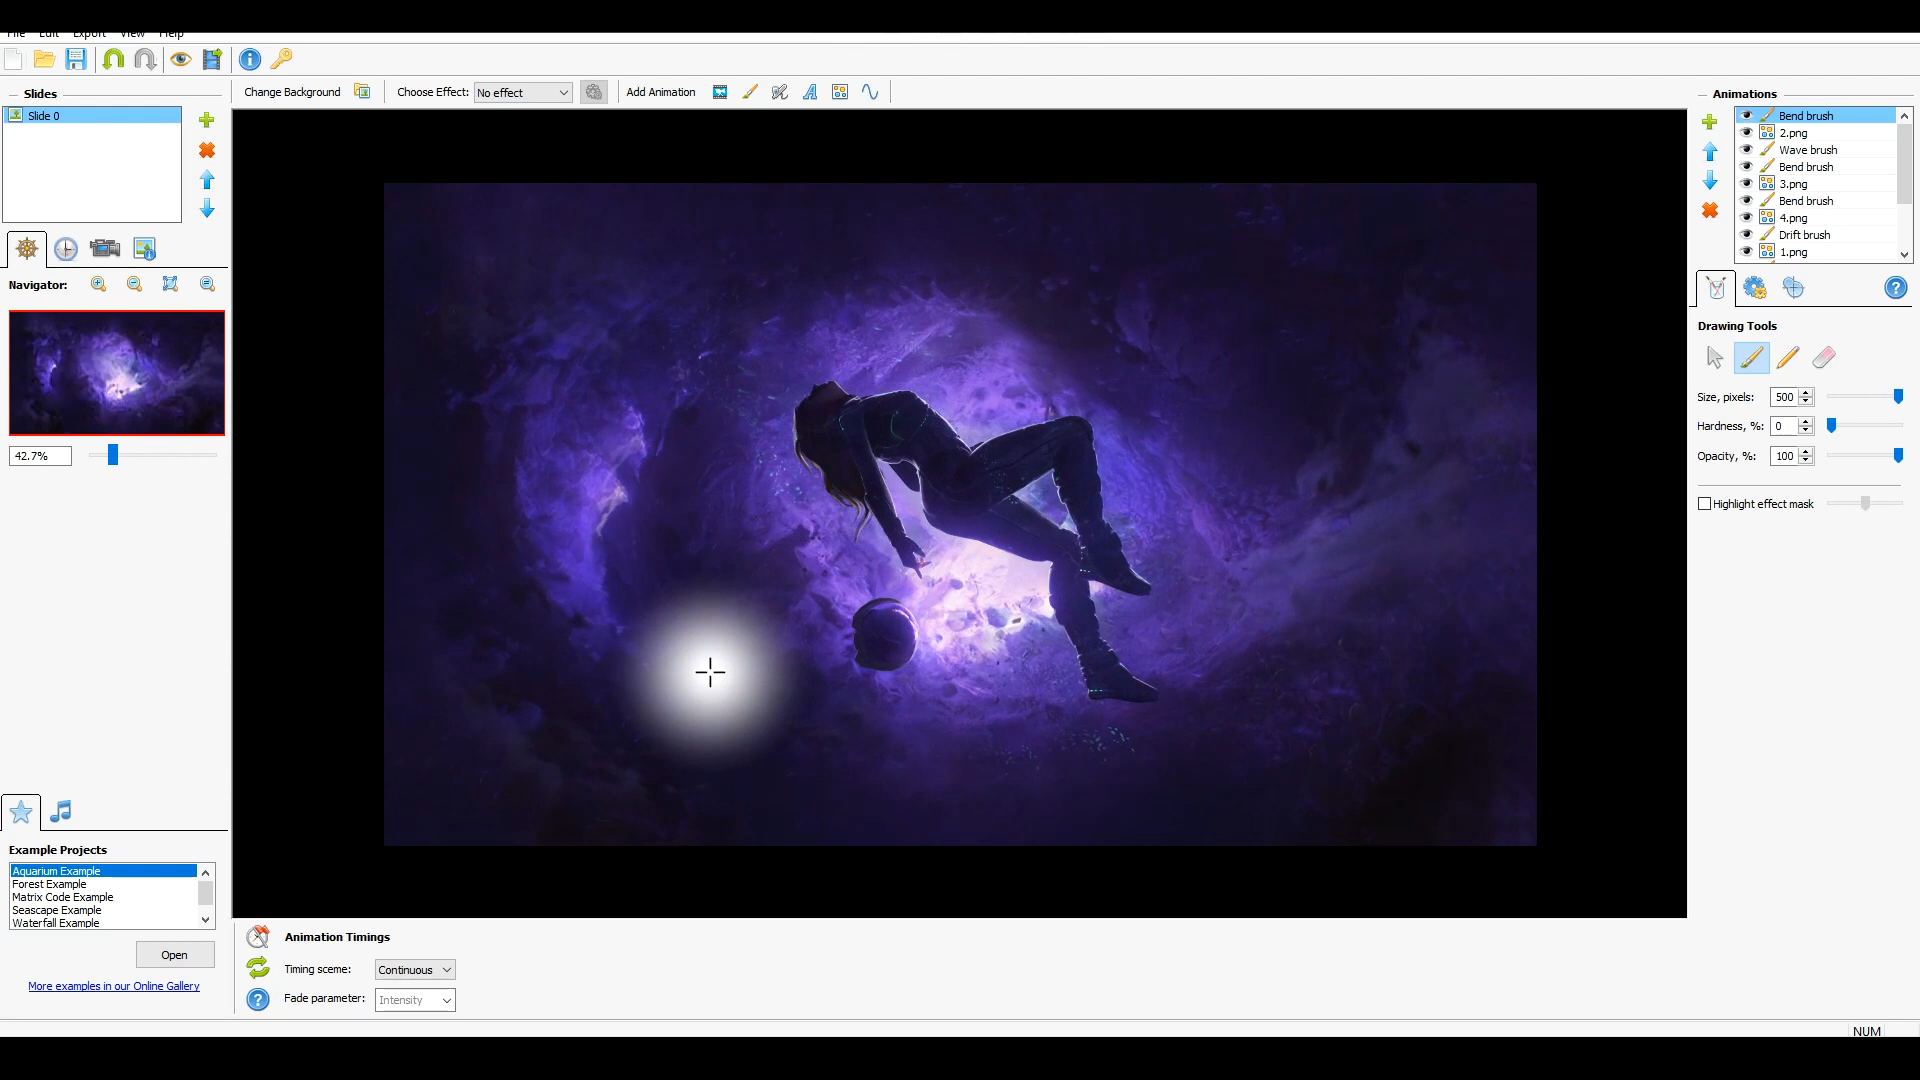 File Edit Export View Help
Slides
Change Background
Choose Effect: No effect
Add Animation
Animations
Slide 0
Bend brush
2.png
Wave brush
Bend brush
3.png
Bend brush
4.png
Drift brush
1.png
Navigator:
42.7%
Drawing Tools
Size, pixels: 500
Hardness, %: 0
Opacity, %: 100
Highlight effect mask
Example Projects
Aquarium Example
Forest Example
Matrix Code Example
Seascape Example
Waterfall Example
Open
More examples in our Online Gallery
Animation Timings
Timing sceme: Continuous
Fade parameter: Intensity
NUM